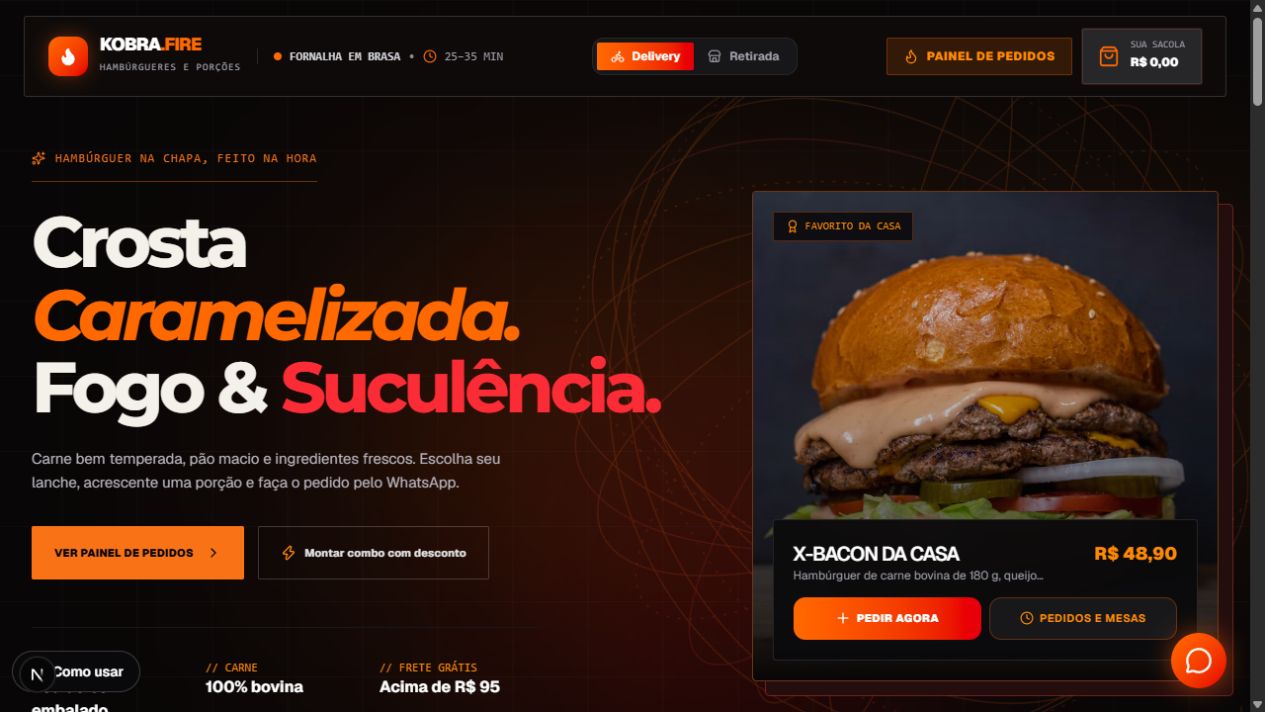 KOBRA.FIRE
HAMBÚRGUERES E PORÇÕES
FORNALHA EM BRASA • 25–35 MIN
Delivery
Retirada
PAINEL DE PEDIDOS
SUA SACOLA
R$ 0,00
HAMBÚRGUER NA CHAPA, FEITO NA HORA
Crosta
Caramelizada.
Fogo & Suculência.
Carne bem temperada, pão macio e ingredientes frescos. Escolha seu
lanche, acrescente uma porção e faça o pedido pelo WhatsApp.
VER PAINEL DE PEDIDOS
Montar combo com desconto
FAVORITO DA CASA
X-BACON DA CASA
R$ 48,90
Hambúrguer de carne bovina de 180 g, queijo...
PEDIR AGORA
PEDIDOS E MESAS
N
Como usar
embalado
// CARNE
100% bovina
// FRETE GRÁTIS
Acima de R$ 95